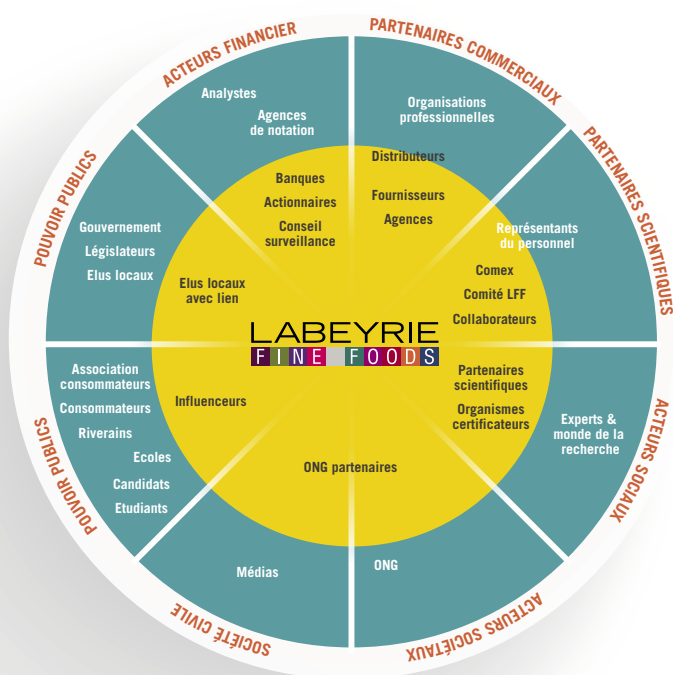 ACTEURS FINANCIER
PARTENAIRES COMMERCIAUX
PARTENAIRES SCIENTIFIQUES
ACTEURS SOCIAUX
ACTEURS SOCIÉTAUX
SOCIÉTÉ CIVILE
POUVOIR PUBLICS
POUVOIR PUBLICS
Analystes
Agences
de notation
Banques
Actionnaires
Conseil
surveillance
Organisations
professionnelles
Distributeurs
Fournisseurs
Agences
Représentants
du personnel
Comex
Comité LFF
Collaborateurs
Partenaires
scientifiques
Organismes
certificateurs
Experts &
monde de la
recherche
ONG
ONG partenaires
Médias
Influenceurs
Association
consommateurs
Consommateurs
Riverains
Ecoles
Candidats
Etudiants
Gouvernement
Législateurs
Elus locaux
Elus locaux
avec lien
LABEYRIE
FINE FOODS